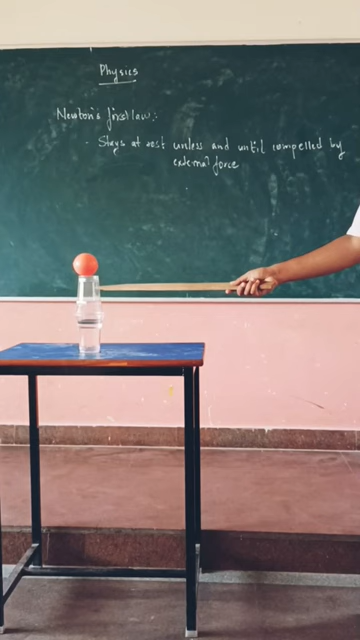 Physics
Newton's first law:-
- Stays at rest unless and until compelled by
external force